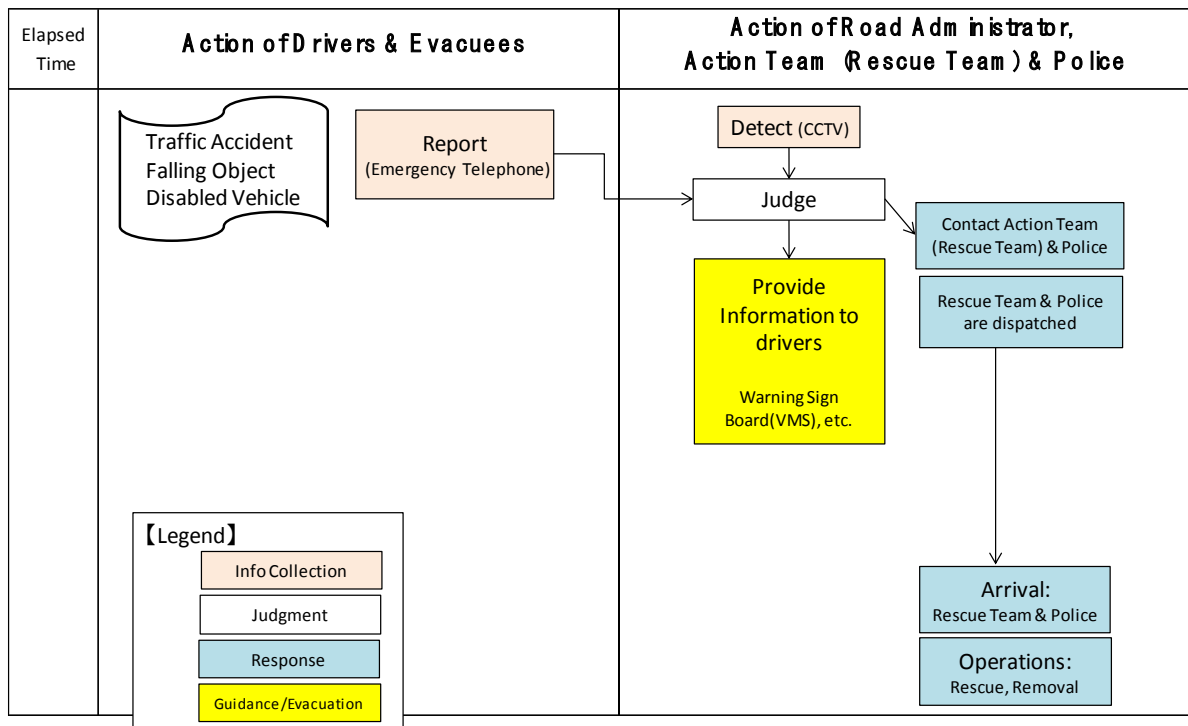 Elapsed
Time
Action of Drivers & Evacuees
Action of Road Administrator,
Action Team (Rescue Team) & Police
Traffic Accident
Falling Object
Disabled Vehicle
Report
(Emergency Telephone)
Detect (CCTV)
Judge
Contact Action Team
(Rescue Team) & Police
Provide
Information to
drivers
Warning Sign
Board(VMS), etc.
Rescue Team & Police
are dispatched
Arrival:
Rescue Team & Police
Operations:
Rescue, Removal
【Legend】
Info Collection
Judgment
Response
Guidance/Evacuation